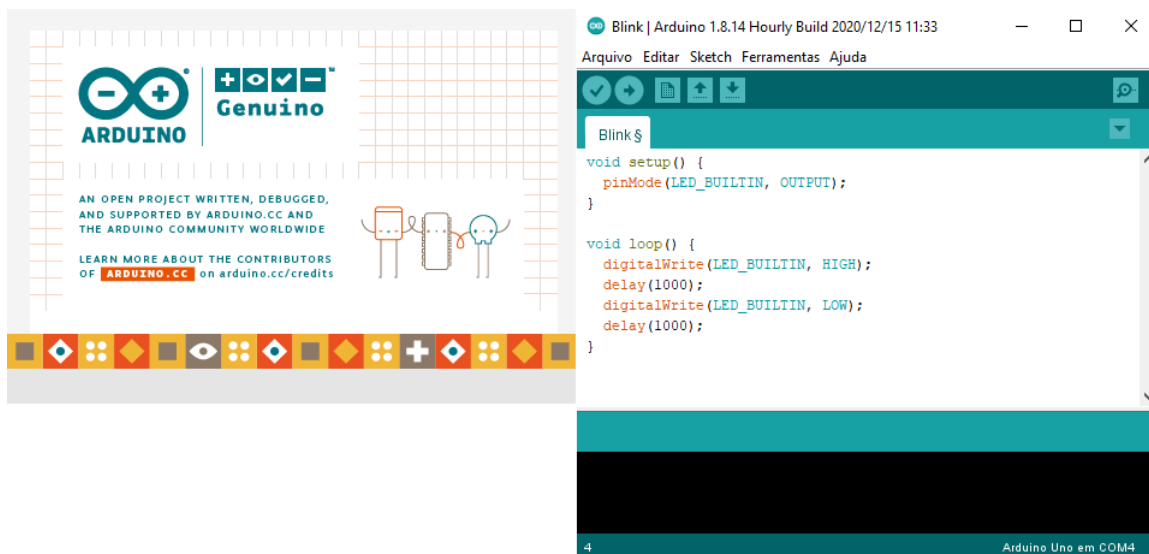 ARDUINO
Genuino
AN OPEN PROJECT WRITTEN, DEBUGGED,
AND SUPPORTED BY ARDUINO.CC AND
THE ARDUINO COMMUNITY WORLDWIDE
LEARN MORE ABOUT THE CONTRIBUTORS
OF ARDUINO.CC on arduino.cc/credits
Blink | Arduino 1.8.14 Hourly Build 2020/12/15 11:33
Arquivo Editar Sketch Ferramentas Ajuda
Blink §
void setup() {
  pinMode(LED_BUILTIN, OUTPUT);
}
void loop() {
  digitalWrite(LED_BUILTIN, HIGH);
  delay(1000);
  digitalWrite(LED_BUILTIN, LOW);
  delay(1000);
}
4
Arduino Uno em COM4